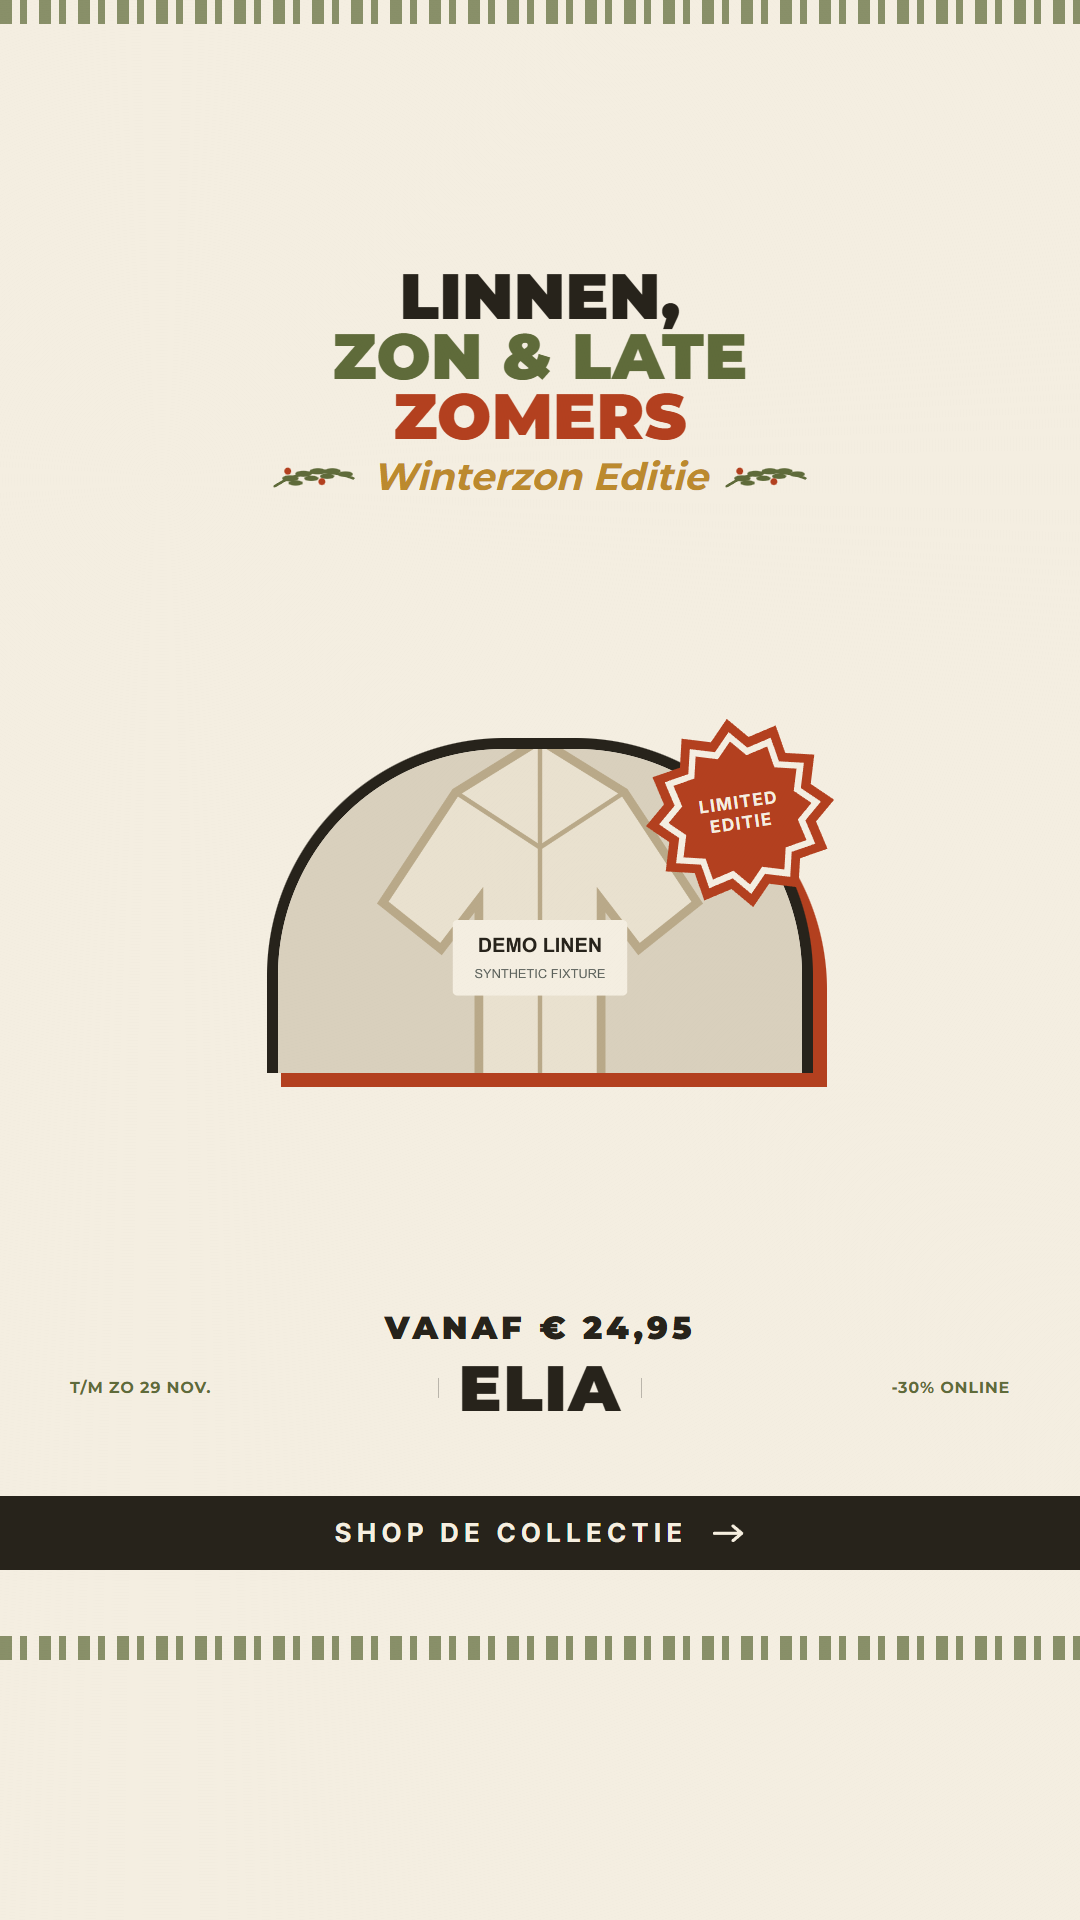 LINNEN,
ZON & LATE
ZOMERS
Winterzon Editie
LIMITED
EDITIE
DEMO LINEN
SYNTHETIC FIXTURE
VANAF € 24,95
T/M ZO 29 NOV.
ELIA
-30% ONLINE
SHOP DE COLLECTIE →